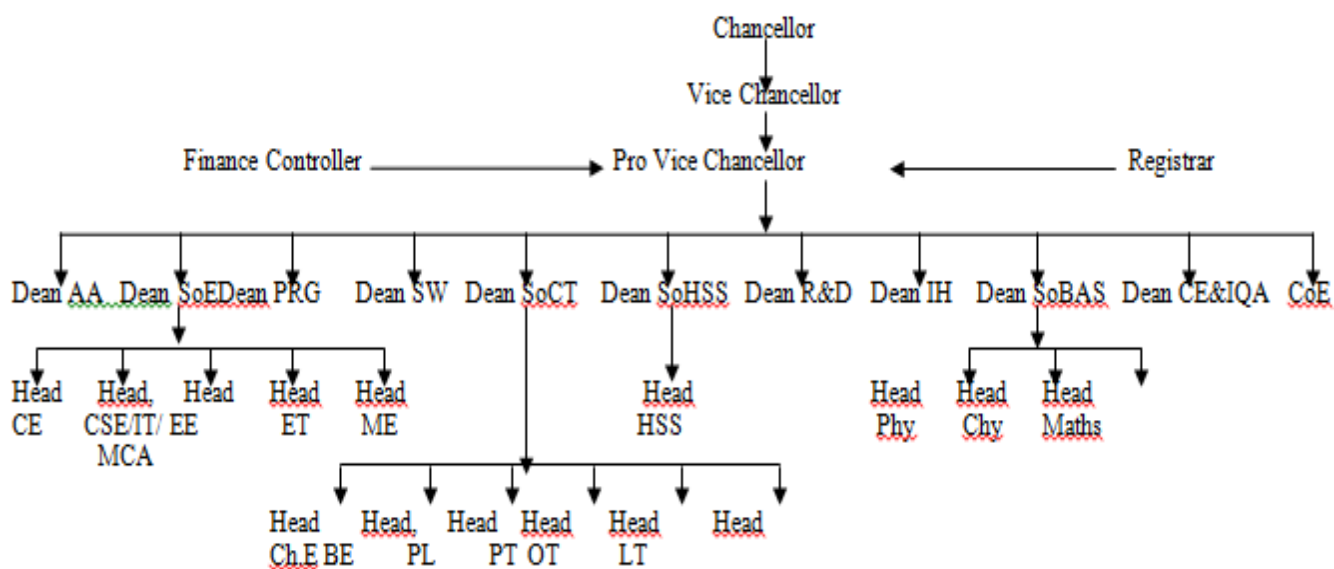 Chancellor
Vice Chancellor
Finance Controller Pro Vice Chancellor Registrar
Dean AA Dean SoEDean PRG Dean SW Dean SoCT Dean SoHSS Dean R&D Dean IH Dean SoBAS Dean CE&IQA CoE
Head Head, Head Head Head Head Head Head Head
CE CSE/IT/ EE ET ME HSS Phy Chy Maths
MCA
Head Head, Head Head Head Head
Ch.E BE PL PT OT LT